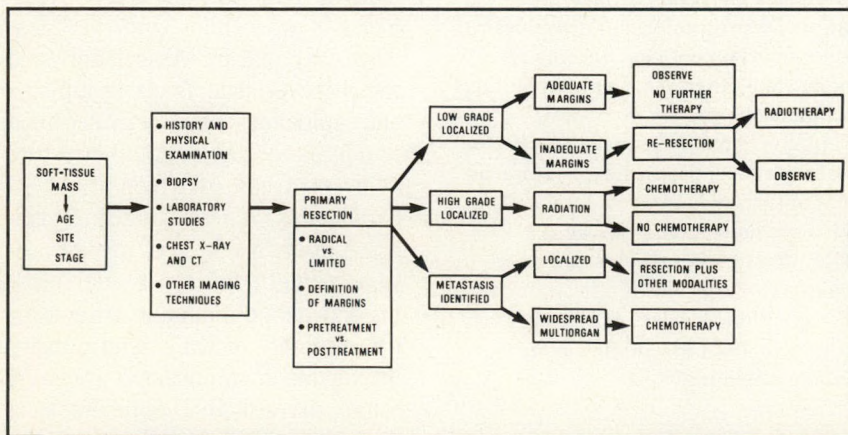 SOFT-TISSUE
MASS
AGE
SITE
STAGE
• HISTORY AND
PHYSICAL
EXAMINATION
• BIOPSY
• LABORATORY
STUDIES
• CHEST X-RAY
AND CT
• OTHER IMAGING
TECHNIQUES
PRIMARY
RESECTION
• RADICAL
vs.
LIMITED
• DEFINITION
OF MARGINS
• PRETREATMENT
vs.
POSTTREATMENT
LOW GRADE
LOCALIZED
HIGH GRADE
LOCALIZED
METASTASIS
IDENTIFIED
ADEQUATE
MARGINS
INADEQUATE
MARGINS
RADIATION
LOCALIZED
WIDESPREAD
MULTIORGAN
OBSERVE
NO FURTHER
THERAPY
RE-RESECTION
CHEMOTHERAPY
NO CHEMOTHERAPY
RESECTION PLUS
OTHER MODALITIES
CHEMOTHERAPY
RADIOTHERAPY
OBSERVE